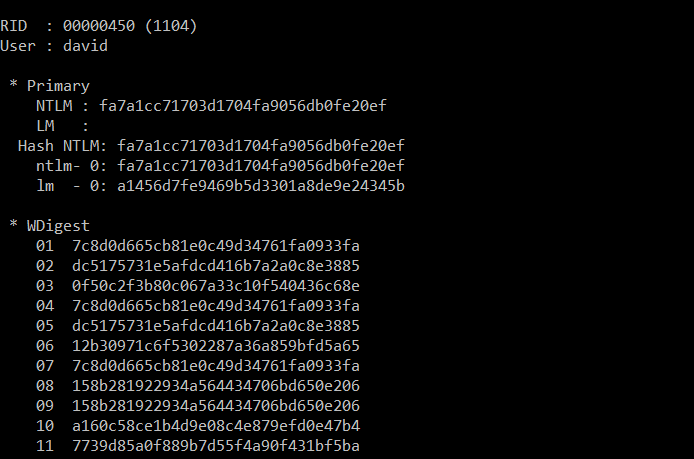 RID  : 00000450 (1104)
User : david
* Primary
NTLM : fa7a1cc71703d1704fa9056db0fe20ef
LM   :
Hash NTLM: fa7a1cc71703d1704fa9056db0fe20ef
ntlm- 0: fa7a1cc71703d1704fa9056db0fe20ef
lm  - 0: a1456d7fe9469b5d3301a8de9e24345b
* WDigest
01  7c8d0d665cb81e0c49d34761fa0933fa
02  dc5175731e5afdcd416b7a2a0c8e3885
03  0f50c2f3b80c067a33c10f540436c68e
04  7c8d0d665cb81e0c49d34761fa0933fa
05  dc5175731e5afdcd416b7a2a0c8e3885
06  12b30971c6f5302287a36a859bfd5a65
07  7c8d0d665cb81e0c49d34761fa0933fa
08  158b281922934a564434706bd650e206
09  158b281922934a564434706bd650e206
10  a160c58ce1b4d9e08c4e879efd0e47b4
11  7739d85a0f889b7d55f4a90f431bf5ba